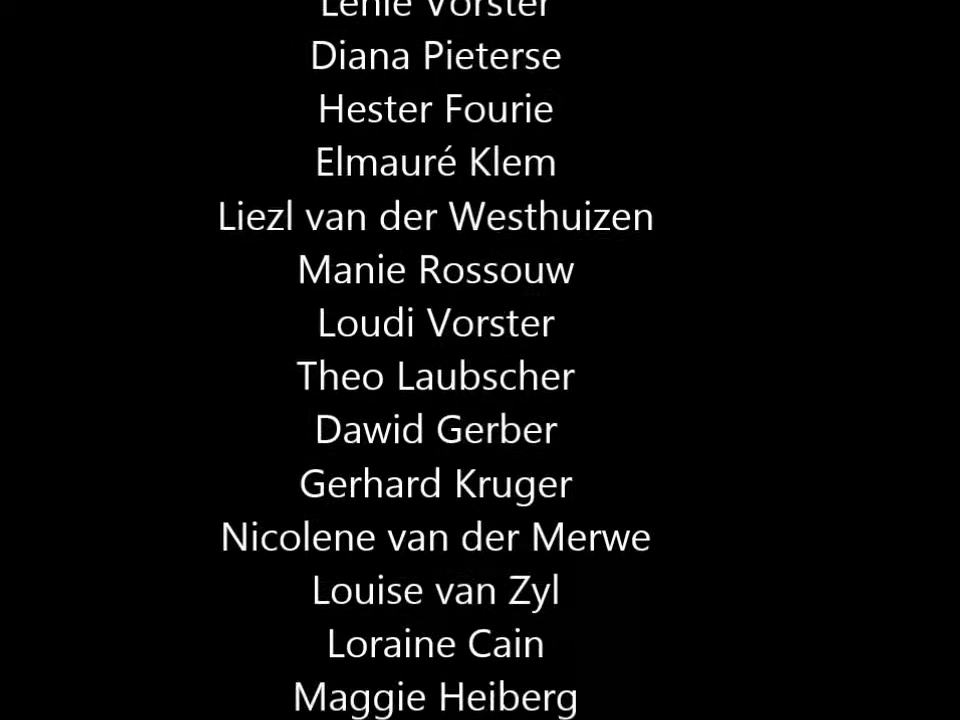 Lenie Vorster
Diana Pieterse
Hester Fourie
Elmauré Klem
Liezl van der Westhuizen
Manie Rossouw
Loudi Vorster
Theo Laubscher
Dawid Gerber
Gerhard Kruger
Nicolene van der Merwe
Louise van Zyl
Loraine Cain
Maggie Heiberg